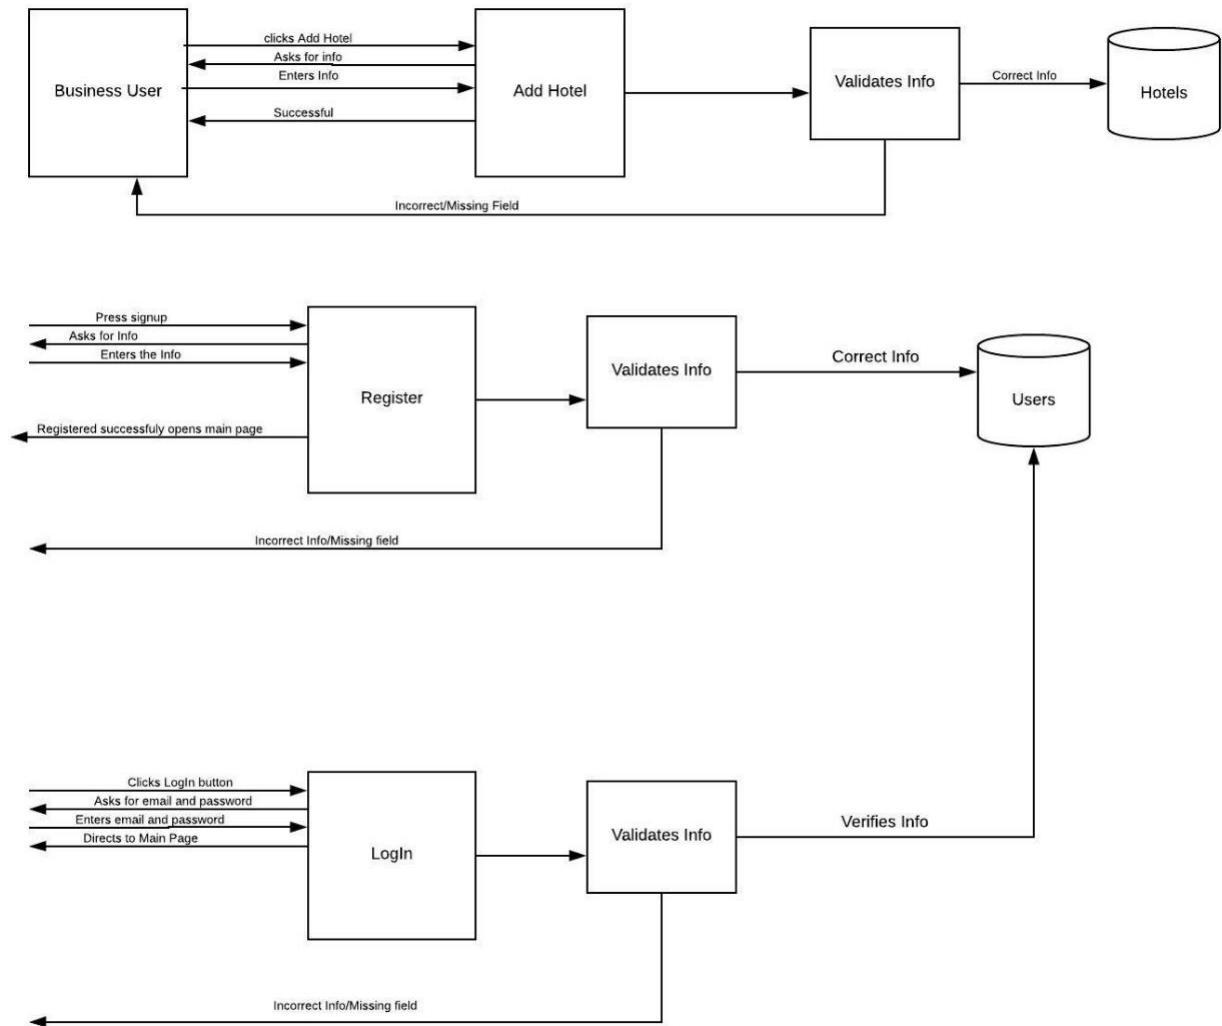 clicks Add Hotel
Asks for info
Enters Info
Successful
Business User
Add Hotel
Validates Info
Correct Info
Hotels
Incorrect/Missing Field
Press signup
Asks for Info
Enters the Info
Registered successfuly opens main page
Register
Validates Info
Correct Info
Users
Incorrect Info/Missing field
Clicks LogIn button
Asks for email and password
Enters email and password
Directs to Main Page
LogIn
Validates Info
Verifies Info
Incorrect Info/Missing field